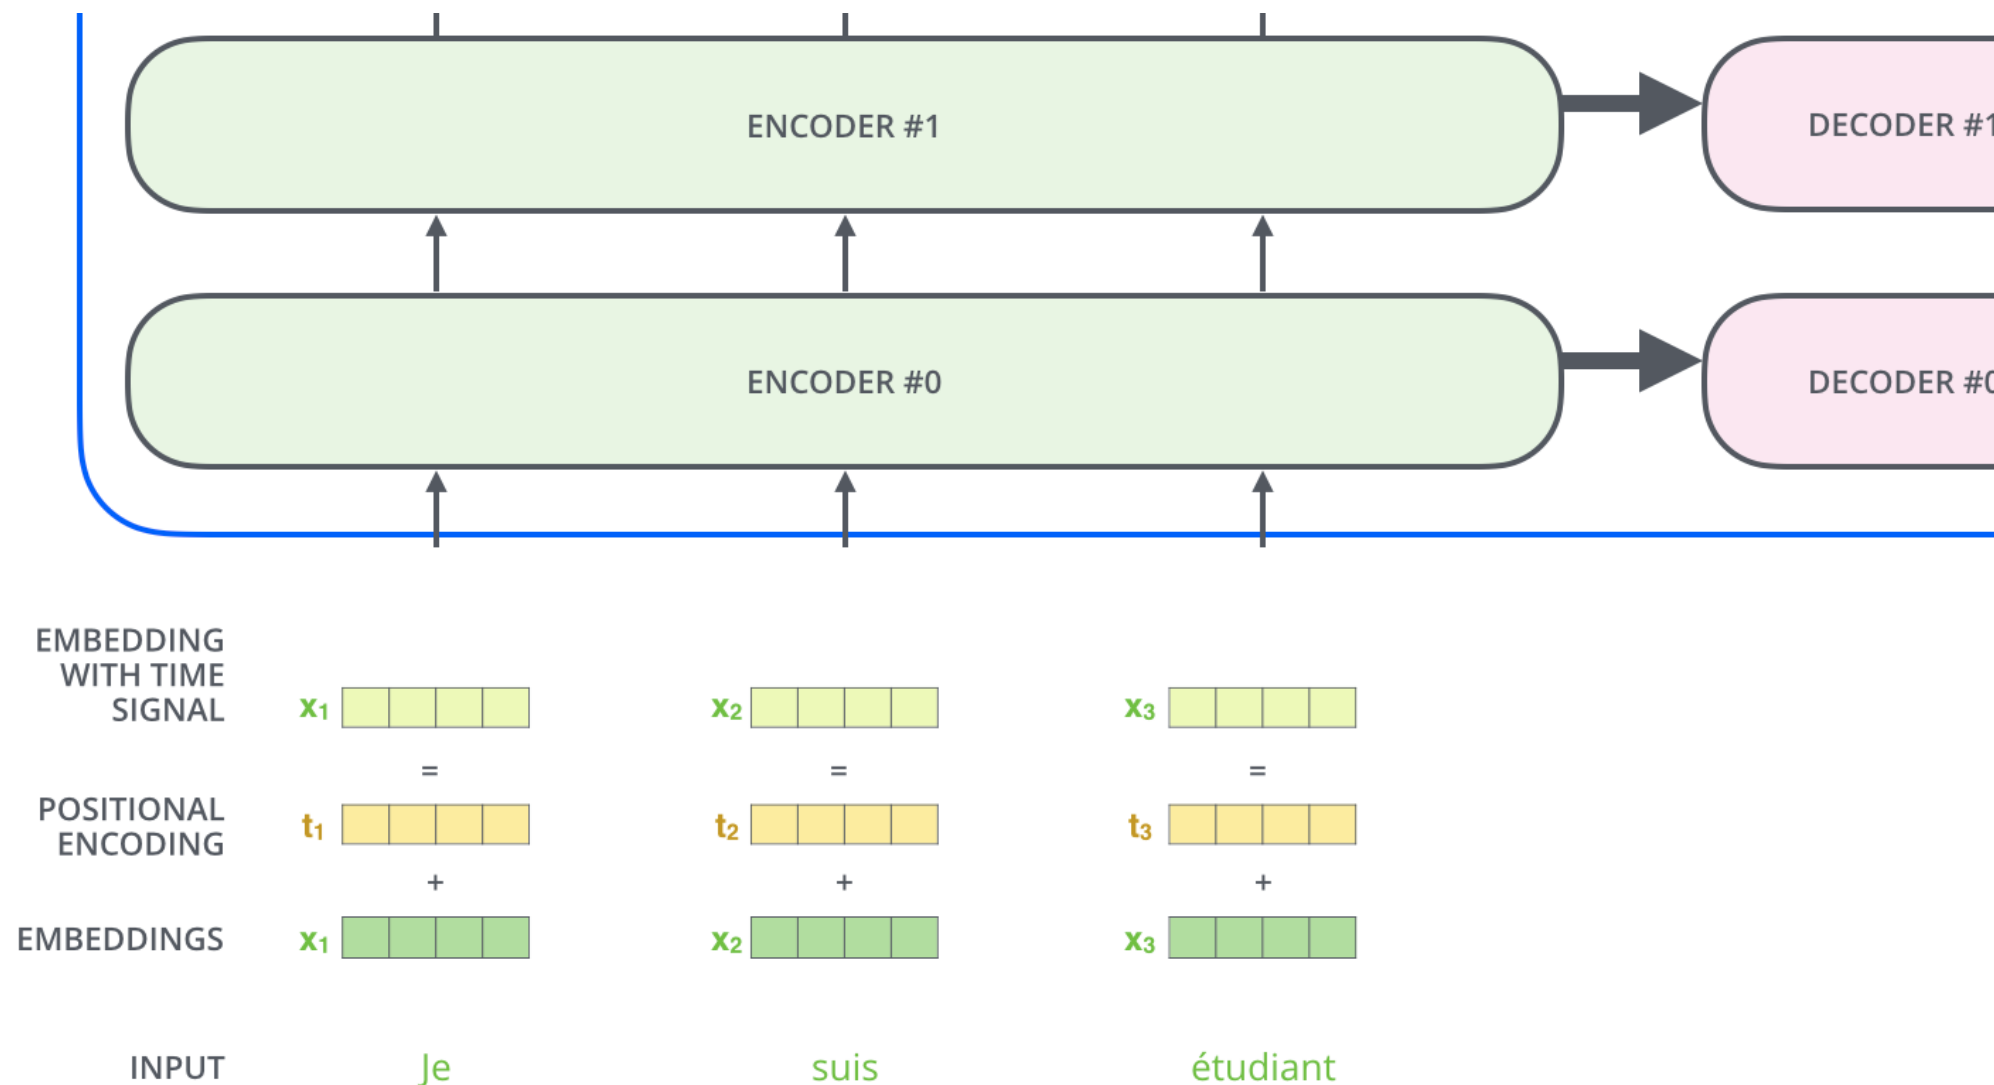 ENCODER #1
DECODER #1
ENCODER #0
DECODER #0
EMBEDDING
WITH TIME
SIGNAL
x₁
x₂
x₃
=
=
=
POSITIONAL
ENCODING
t₁
t₂
t₃
+
+
+
EMBEDDINGS
x₁
x₂
x₃
INPUT
Je
suis
étudiant